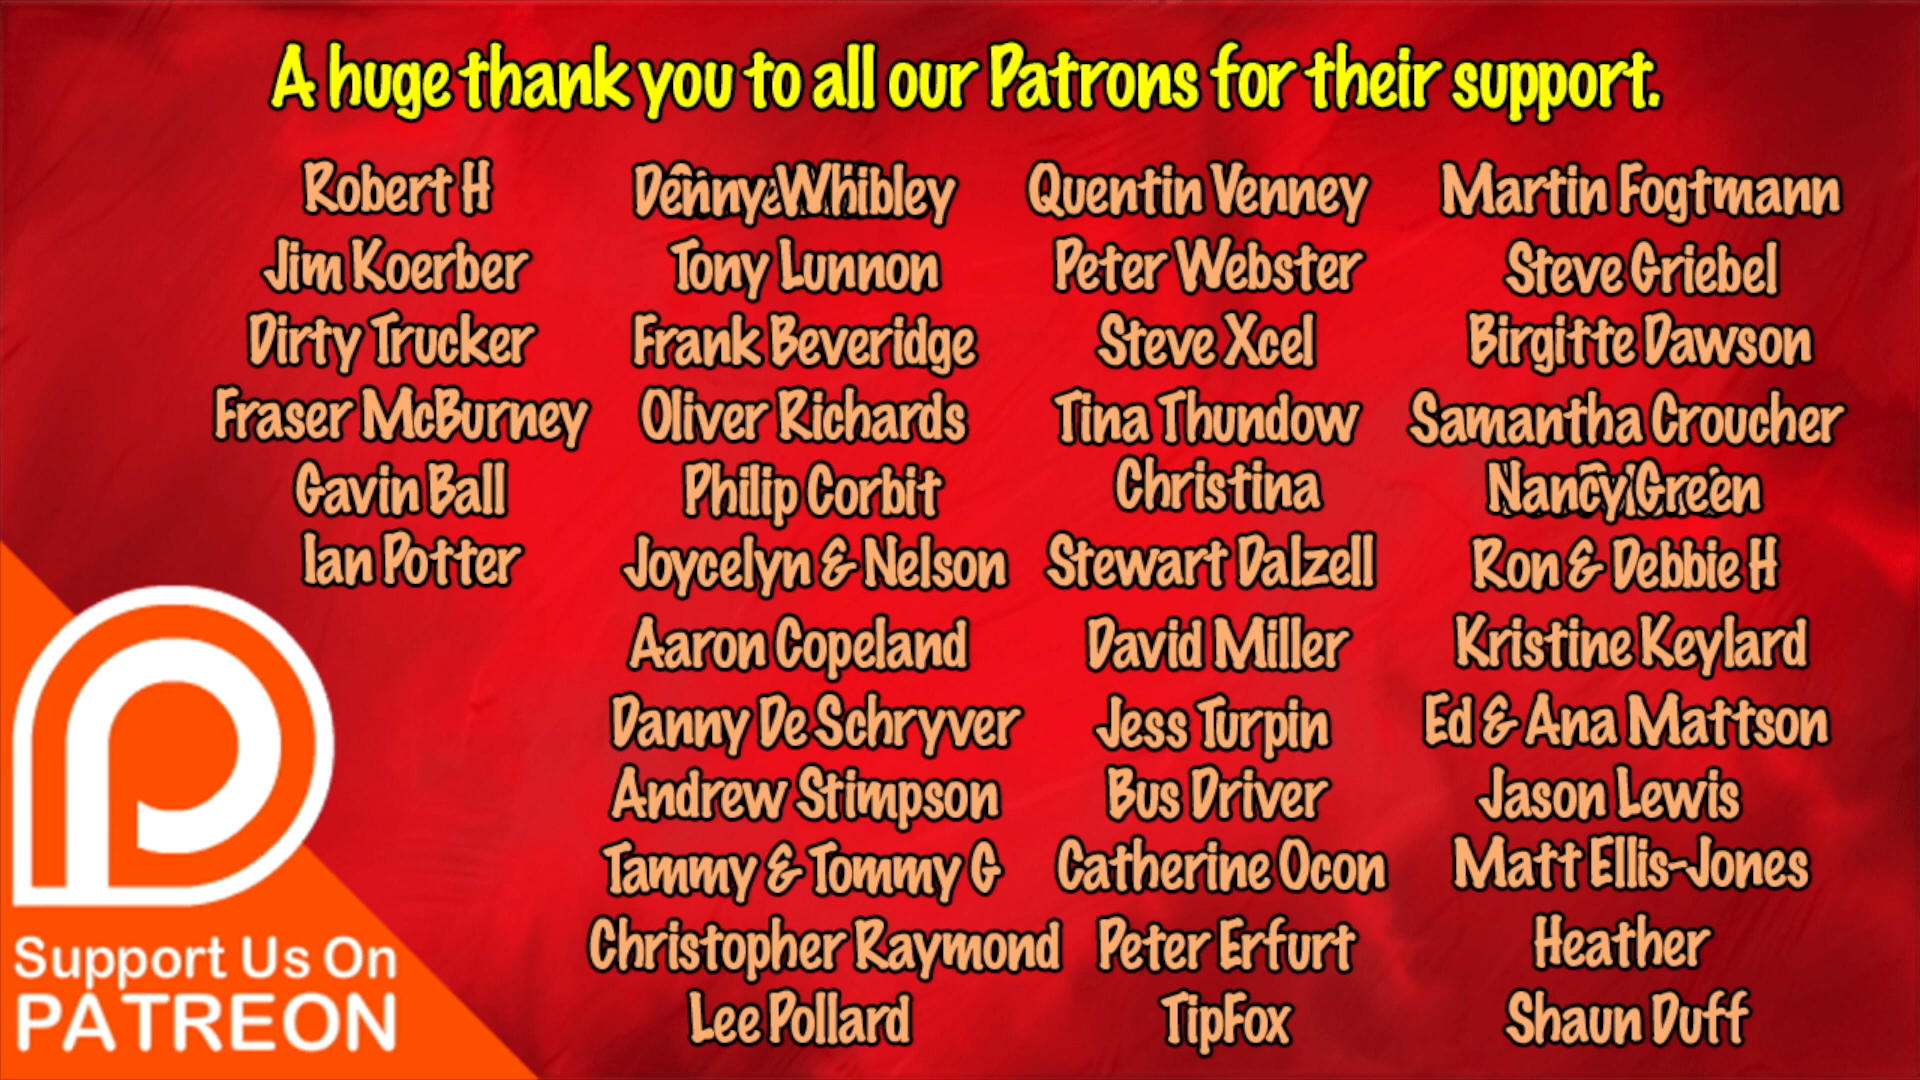 A huge thank you to all our Patrons for their support.
Robert H
Jim Koerber
Dirty Trucker
Fraser McBurney
Gavin Ball
Ian Potter
Denny Whibley
Tony Lunnon
Frank Beveridge
Oliver Richards
Philip Corbit
Joycelyn & Nelson
Aaron Copeland
Danny De Schryver
Andrew Stimpson
Tammy & Tommy G
Christopher Raymond
Lee Pollard
Quentin Venney
Peter Webster
Steve Xcel
Tina Thundow
Christina
Stewart Dalzell
David Miller
Jess Turpin
Bus Driver
Catherine Ocon
Peter Erfurt
TipFox
Martin Fogtmann
Steve Griebel
Birgitte Dawson
Samantha Croucher
Nancy Green
Ron & Debbie H
Kristine Keylard
Ed & Ana Mattson
Jason Lewis
Matt Ellis-Jones
Heather
Shaun Duff
Support Us On
PATREON